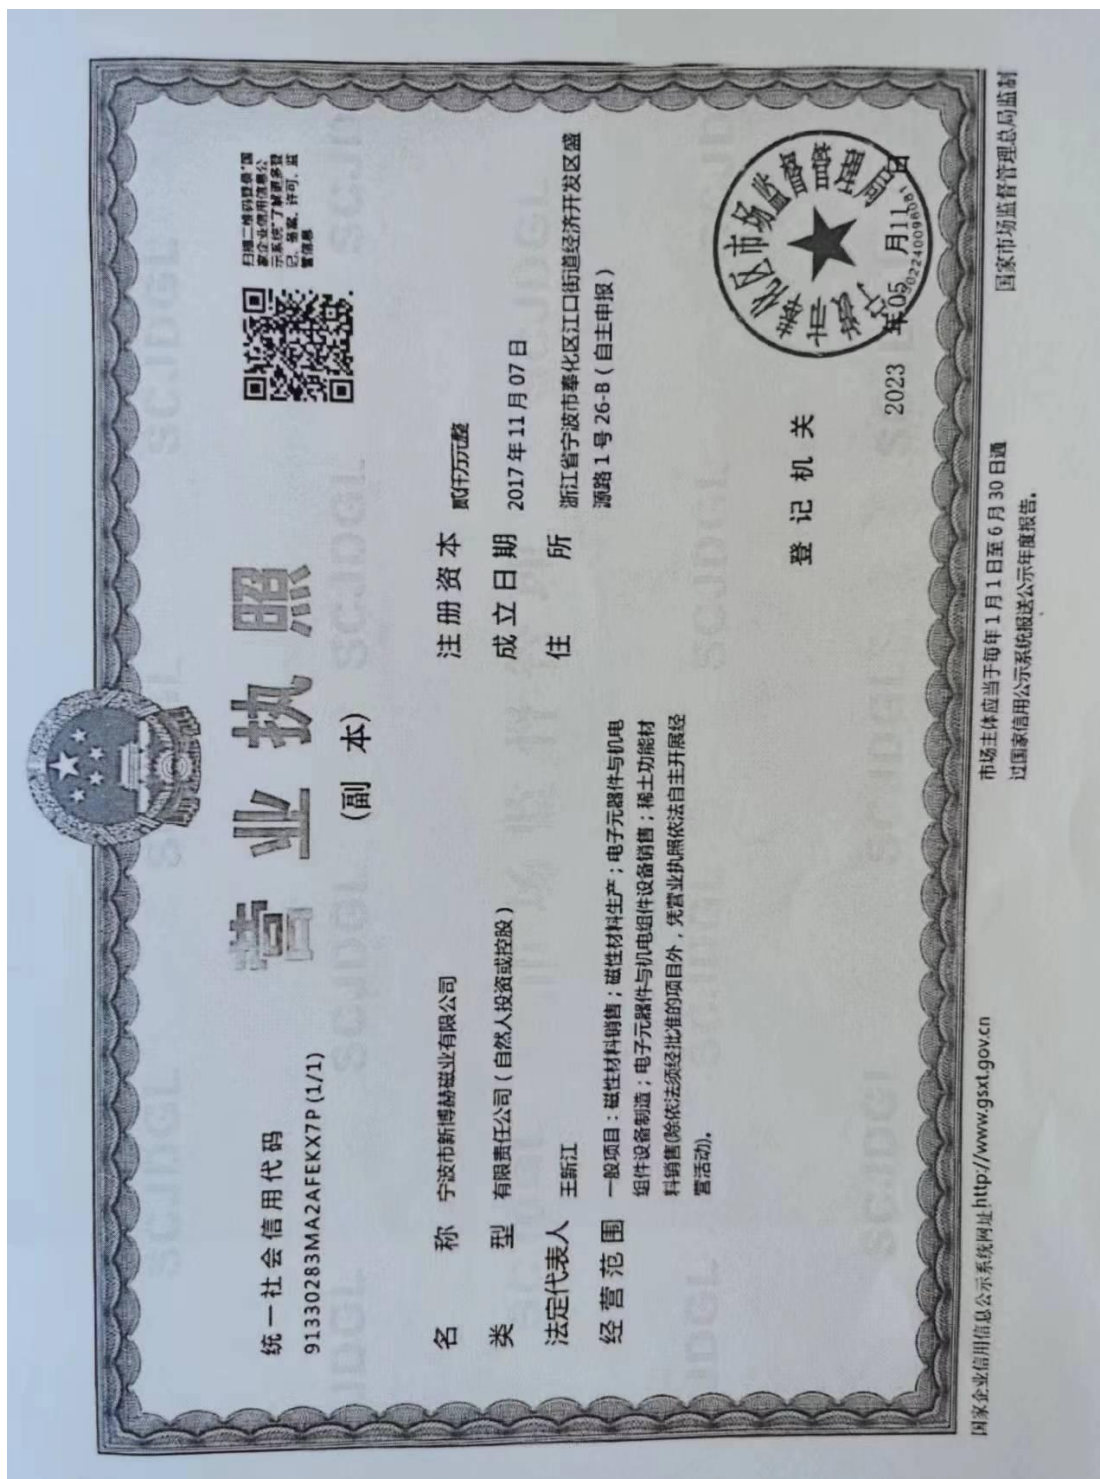 统一社会信用代码
91330283MA2AFEKX7P (1/1)
营业执照
(副 本)
扫描二维码登录“国
家企业信用信息公
示系统”了解更多登
记、备案、许可、监
管信息
名 称 宁波市新博赫磁业有限公司
类 型 有限责任公司（自然人投资或控股）
法定代表人 王新江
经营范围 一般项目：磁性材料销售；磁性材料生产；电子元器件与机电
组件设备制造；电子元器件与机电组件设备销售；稀土功能材
料销售(除依法须经批准的项目外，凭营业执照依法自主开展经
营活动)。
注册资本 贰仟万元整
成立日期 2017年11月07日
住 所 浙江省宁波市奉化区江口街道经济开发区盛
源路1号26-B（自主申报）
登记机关
宁波市奉化区市场监督管理局
2023 年05 月11 日
国家企业信用信息公示系统网址http://www.gsxt.gov.cn
市场主体应当于每年1月1日至6月30日通
过国家信用公示系统报送公示年度报告。
国家市场监督管理总局监制
SCJDGL